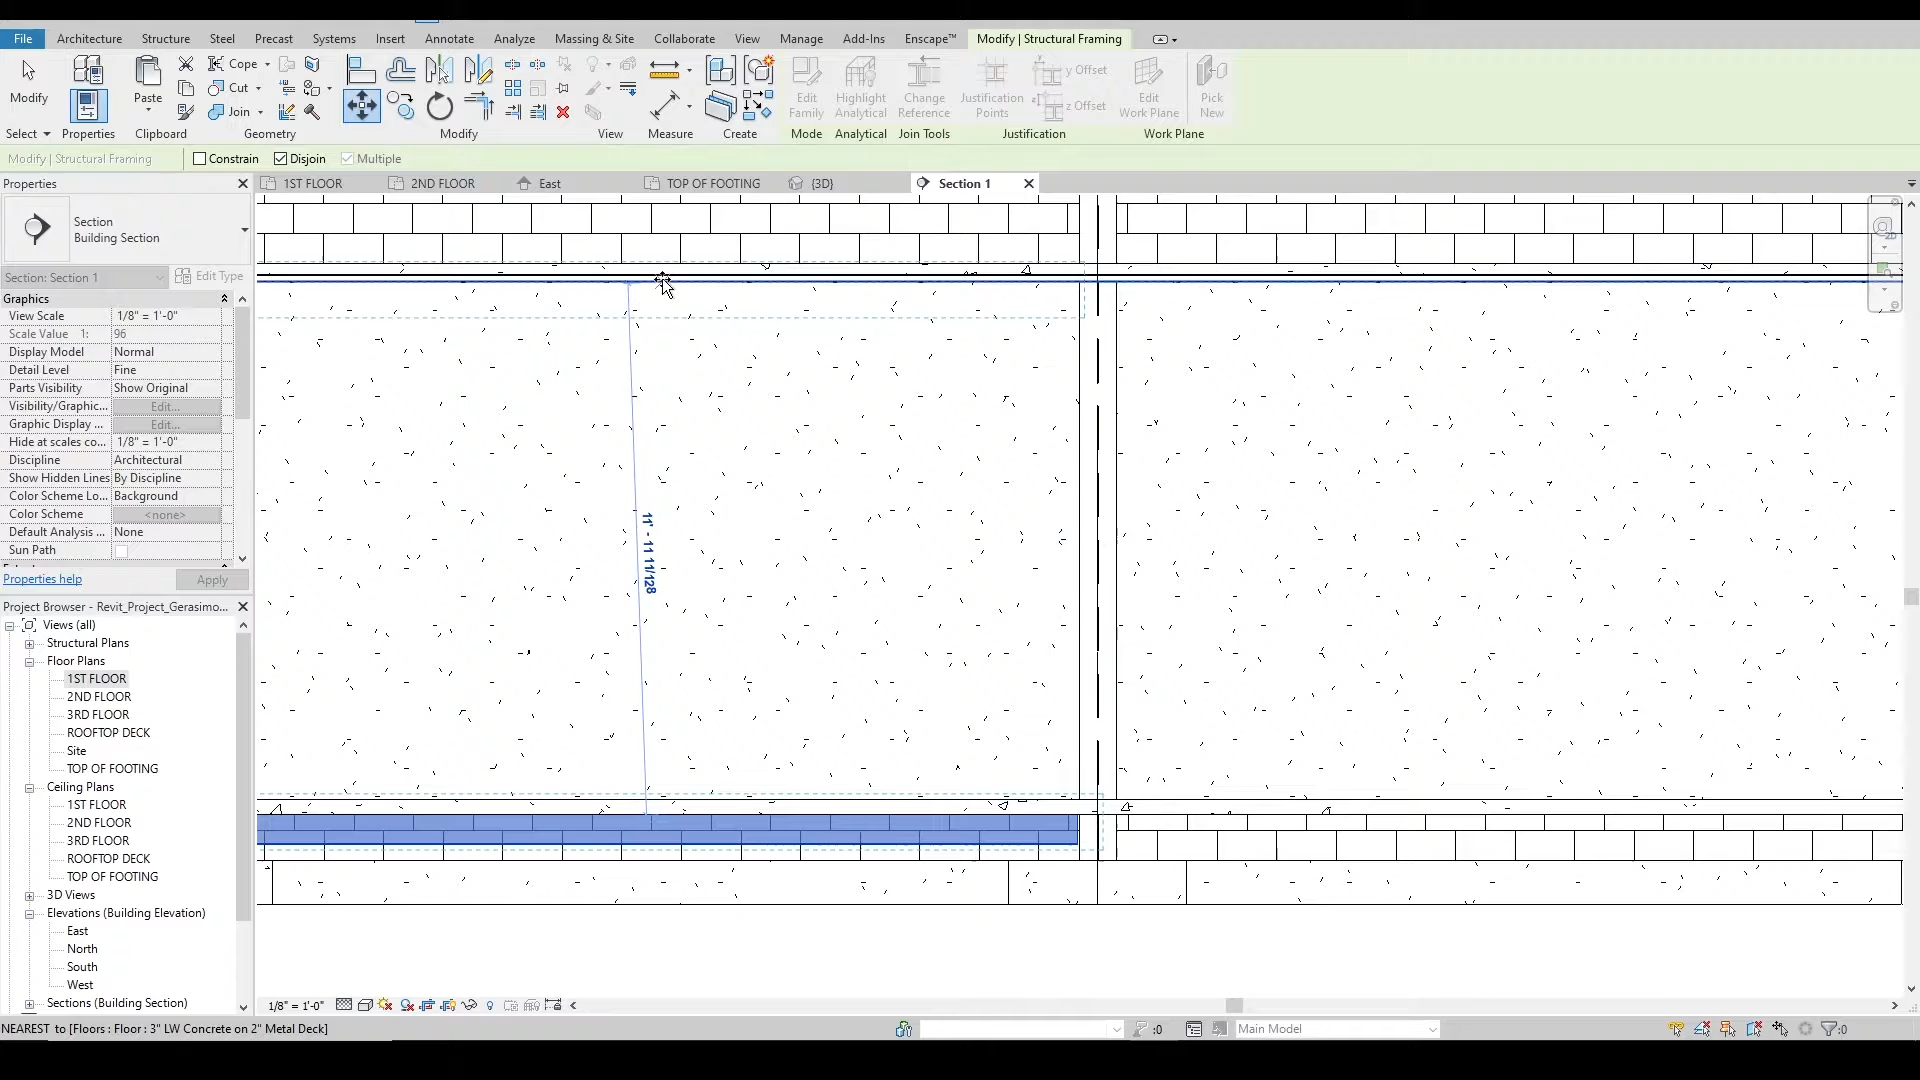 File Architecture Structure Steel Precast Systems Insert Annotate Analyze Massing & Site Collaborate View Manage Add-Ins Enscape™ Modify | Structural Framing
Cope
Cut
Join
Modify
Paste
Edit Family
Highlight Analytical
Change Reference
Justification Points
y Offset
z Offset
Edit Work Plane
Pick New
Select Properties Clipboard Geometry Modify View Measure Create Mode Analytical Join Tools Justification Work Plane
Modify | Structural Framing Constrain Disjoin Multiple
Properties
1ST FLOOR 2ND FLOOR East TOP OF FOOTING {3D} Section 1
Section
Building Section
Section: Section 1 Edit Type
Graphics
View Scale 1/8" = 1'-0"
Scale Value 1: 96
Display Model Normal
Detail Level Fine
Parts Visibility Show Original
Visibility/Graphic... Edit...
Graphic Display ... Edit...
Hide at scales co... 1/8" = 1'-0"
Discipline Architectural
Show Hidden Lines By Discipline
Color Scheme Lo... Background
Color Scheme <none>
Default Analysis ... None
Sun Path
Properties help Apply
11' - 11 11/128
Project Browser - Revit_Project_Gerasimo...
Views (all)
Structural Plans
Floor Plans
1ST FLOOR
2ND FLOOR
3RD FLOOR
ROOFTOP DECK
Site
TOP OF FOOTING
Ceiling Plans
1ST FLOOR
2ND FLOOR
3RD FLOOR
ROOFTOP DECK
TOP OF FOOTING
3D Views
Elevations (Building Elevation)
East
North
South
West
Sections (Building Section)
1/8" = 1'-0"
NEAREST to [Floors : Floor : 3" LW Concrete on 2" Metal Deck]
:0
Main Model
:0